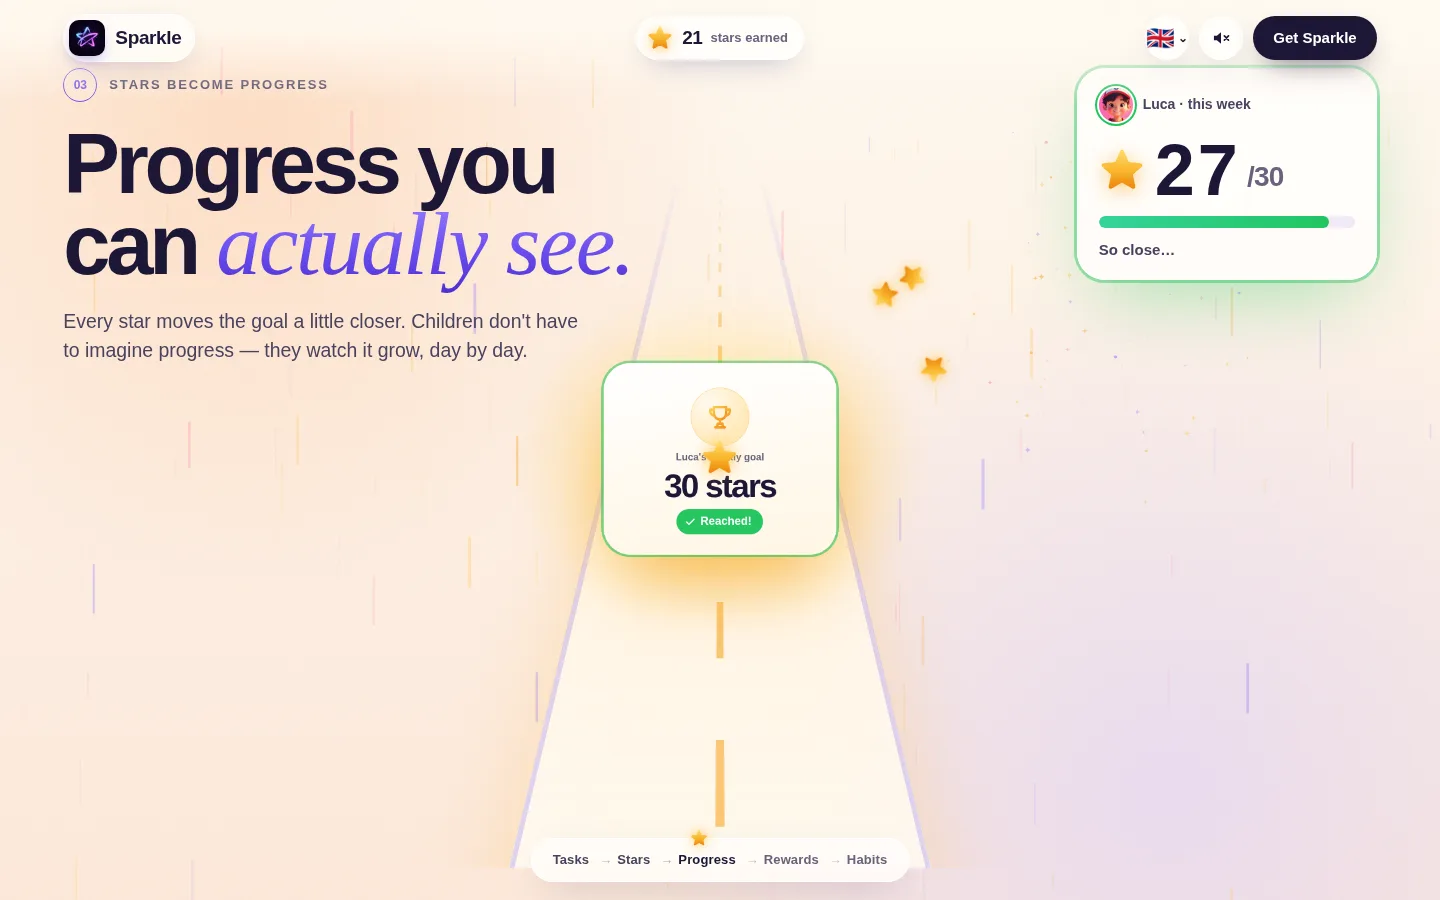 Sparkle
21 stars earned
Get Sparkle
03 STARS BECOME PROGRESS
Progress you
can actually see.
Every star moves the goal a little closer. Children don't have
to imagine progress — they watch it grow, day by day.
Luca · this week
27 /30
So close…
Luca's goal
30 stars
Reached!
Tasks → Stars → Progress → Rewards → Habits